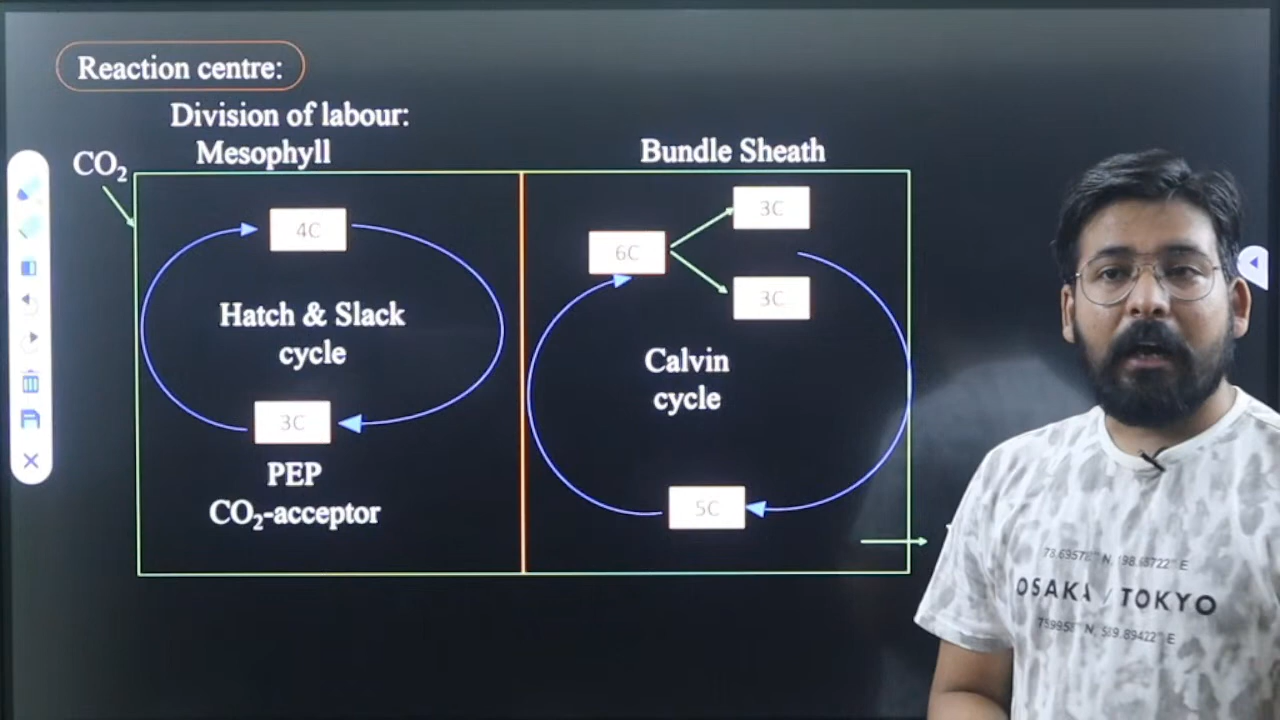 Reaction centre:
Division of labour:
CO₂
Mesophyll
Bundle Sheath
4C
Hatch & Slack
cycle
3C
PEP
CO₂-acceptor
3C
6C
3C
Calvin
cycle
5C
OSAKA / TOKYO